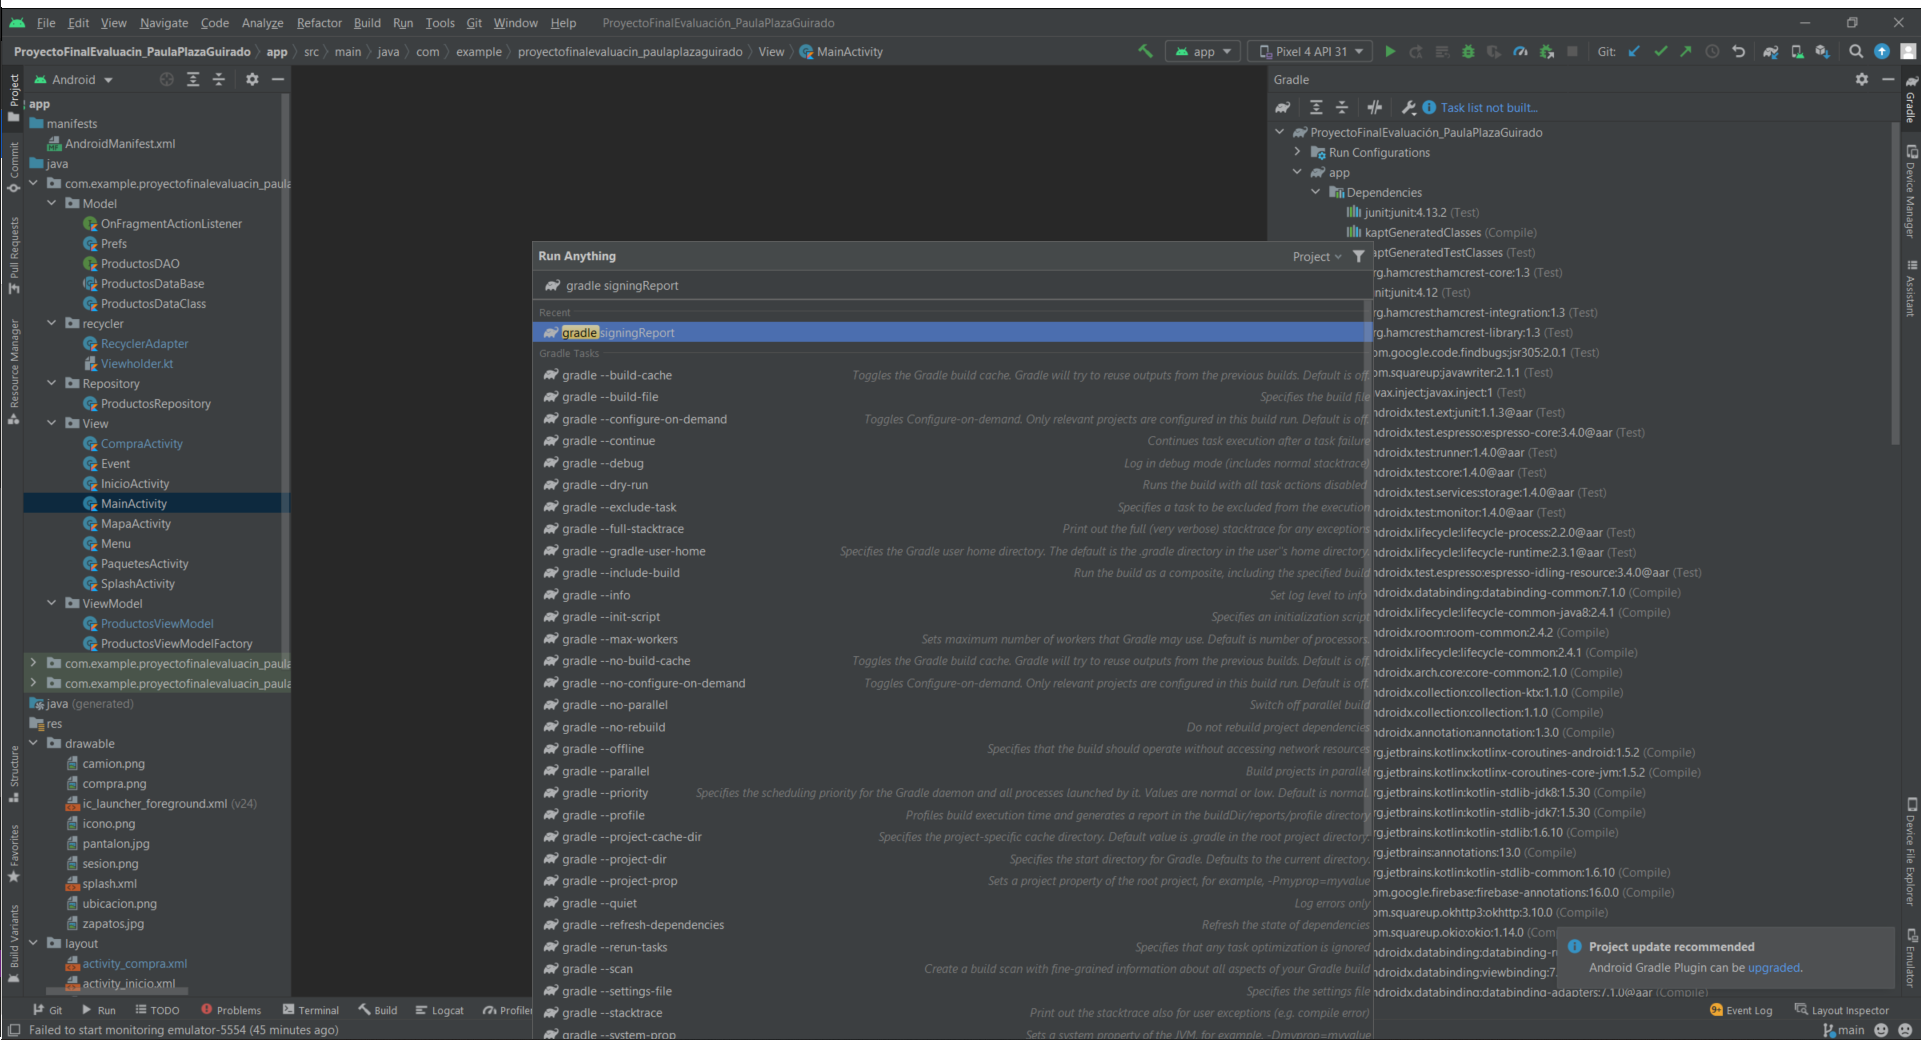 File Edit View Navigate Code Analyze Refactor Build Run Tools Git Window Help ProyectoFinalEvaluación_PaulaPlazaGuirado
ProyectoFinalEvaluacin_PaulaPlazaGuirado app src main java com example proyectofinalevaluacin_paulaplazaguirado View MainActivity app Pixel 4 API 31 Git:
Project
Commit
Pull Requests
Resource Manager
Structure
Favorites
Build Variants
Android
app
manifests
AndroidManifest.xml
java
com.example.proyectofinalevaluacin_paula
Model
OnFragmentActionListener
Prefs
ProductosDAO
ProductosDataBase
ProductosDataClass
recycler
RecyclerAdapter
Viewholder.kt
Repository
ProductosRepository
View
CompraActivity
Event
InicioActivity
MainActivity
MapaActivity
Menu
PaquetesActivity
SplashActivity
ViewModel
ProductosViewModel
ProductosViewModelFactory
com.example.proyectofinalevaluacin_paula
com.example.proyectofinalevaluacin_paula
java (generated)
res
drawable
camion.png
compra.png
ic_launcher_foreground.xml (v24)
icono.png
pantalon.jpg
sesion.png
splash.xml
ubicacion.png
zapatos.jpg
layout
activity_compra.xml
activity_inicio.xml
Run Anything Project
gradle signingReport
Recent
gradle signingReport
Gradle Tasks
gradle --build-cache Toggles the Gradle build cache. Gradle will try to reuse outputs from the previous builds. Default is off.
gradle --build-file Specifies the build file
gradle --configure-on-demand Toggles Configure-on-demand. Only relevant projects are configured in this build run. Default is off.
gradle --continue Continues task execution after a task failure
gradle --debug Log in debug mode (includes normal stacktrace)
gradle --dry-run Runs the build with all task actions disabled
gradle --exclude-task Specifies a task to be excluded from the execution
gradle --full-stacktrace Print out the full (very verbose) stacktrace for any exceptions
gradle --gradle-user-home Specifies the Gradle user home directory. The default is the .gradle directory in the user"s home directory.
gradle --include-build Run the build as a composite, including the specified build
gradle --info Set log level to info
gradle --init-script Specifies an initialization script
gradle --max-workers Sets maximum number of workers that Gradle may use. Default is number of processors.
gradle --no-build-cache Toggles the Gradle build cache. Gradle will try to reuse outputs from the previous builds. Default is off.
gradle --no-configure-on-demand Toggles Configure-on-demand. Only relevant projects are configured in this build run. Default is off.
gradle --no-parallel Switch off parallel build
gradle --no-rebuild Do not rebuild project dependencies
gradle --offline Specifies that the build should operate without accessing network resources
gradle --parallel Build projects in parallel
gradle --priority Specifies the scheduling priority for the Gradle daemon and all processes launched by it. Values are normal or low. Default is normal.
gradle --profile Profiles build execution time and generates a report in the buildDir/reports/profile directory
gradle --project-cache-dir Specifies the project-specific cache directory. Default value is .gradle in the root project directory.
gradle --project-dir Specifies the start directory for Gradle. Defaults to the current directory.
gradle --project-prop Sets a project property of the root project, for example, -Pmyprop=myvalue
gradle --quiet Log errors only
gradle --refresh-dependencies Refresh the state of dependencies
gradle --rerun-tasks Specifies that any task optimization is ignored
gradle --scan Create a build scan with fine-grained information about all aspects of your Gradle build
gradle --settings-file Specifies the settings file
gradle --stacktrace Print out the stacktrace also for user exceptions (e.g. compile error)
gradle --system-prop Sets a system property of the JVM, for example, -Dmyprop=myvalue
Gradle
Task list not built...
ProyectoFinalEvaluación_PaulaPlazaGuirado
Run Configurations
app
Dependencies
junit:junit:4.13.2 (Test)
kaptGeneratedClasses (Compile)
aptGeneratedTestClasses (Test)
rg.hamcrest:hamcrest-core:1.3 (Test)
nit:junit:4.12 (Test)
rg.hamcrest:hamcrest-integration:1.3 (Test)
rg.hamcrest:hamcrest-library:1.3 (Test)
om.google.code.findbugs:jsr305:2.0.1 (Test)
om.squareup:javawriter:2.1.1 (Test)
vax.inject:javax.inject:1 (Test)
ndroidx.test.ext:junit:1.1.3@aar (Test)
ndroidx.test.espresso:espresso-core:3.4.0@aar (Test)
ndroidx.test:runner:1.4.0@aar (Test)
ndroidx.test:core:1.4.0@aar (Test)
ndroidx.test.services:storage:1.4.0@aar (Test)
ndroidx.test:monitor:1.4.0@aar (Test)
ndroidx.lifecycle:lifecycle-process:2.2.0@aar (Test)
ndroidx.lifecycle:lifecycle-runtime:2.3.1@aar (Test)
ndroidx.test.espresso:espresso-idling-resource:3.4.0@aar (Test)
ndroidx.databinding:databinding-common:7.1.0 (Compile)
ndroidx.lifecycle:lifecycle-common-java8:2.4.1 (Compile)
ndroidx.room:room-common:2.4.2 (Compile)
ndroidx.lifecycle:lifecycle-common:2.4.1 (Compile)
ndroidx.arch.core:core-common:2.1.0 (Compile)
ndroidx.collection:collection-ktx:1.1.0 (Compile)
ndroidx.collection:collection:1.1.0 (Compile)
ndroidx.annotation:annotation:1.3.0 (Compile)
rg.jetbrains.kotlinx:kotlinx-coroutines-android:1.5.2 (Compile)
rg.jetbrains.kotlinx:kotlinx-coroutines-core-jvm:1.5.2 (Compile)
rg.jetbrains.kotlin:kotlin-stdlib-jdk8:1.5.30 (Compile)
rg.jetbrains.kotlin:kotlin-stdlib-jdk7:1.5.30 (Compile)
rg.jetbrains.kotlin:kotlin-stdlib:1.6.10 (Compile)
rg.jetbrains:annotations:13.0 (Compile)
rg.jetbrains.kotlin:kotlin-stdlib-common:1.6.10 (Compile)
om.google.firebase:firebase-annotations:16.0.0 (Compile)
om.squareup.okhttp3:okhttp:3.10.0 (Compile)
om.squareup.okio:okio:1.14.0 (Com
ndroidx.databinding:databinding-r
ndroidx.databinding:viewbinding:7.
ndroidx.databinding:databinding-adapters:7.1.0@aar (Compile)
Project update recommended
Android Gradle Plugin can be upgraded.
Gradle
Device Manager
Assistant
Device File Explorer
Emulator
Git Run TODO Problems Terminal Build Logcat Profiler 9+ Event Log Layout Inspector
Failed to start monitoring emulator-5554 (45 minutes ago) main